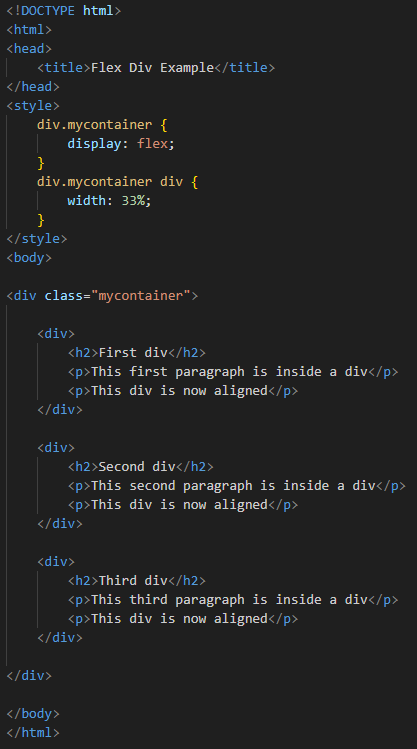 <!DOCTYPE html>
<html>
<head>
    <title>Flex Div Example</title>
</head>
<style>
    div.mycontainer {
        display: flex;
    }
    div.mycontainer div {
        width: 33%;
    }
</style>
<body>

<div class="mycontainer">

    <div>
        <h2>First div</h2>
        <p>This first paragraph is inside a div</p>
        <p>This div is now aligned</p>
    </div>

    <div>
        <h2>Second div</h2>
        <p>This second paragraph is inside a div</p>
        <p>This div is now aligned</p>
    </div>

    <div>
        <h2>Third div</h2>
        <p>This third paragraph is inside a div</p>
        <p>This div is now aligned</p>
    </div>

</div>

</body>
</html>